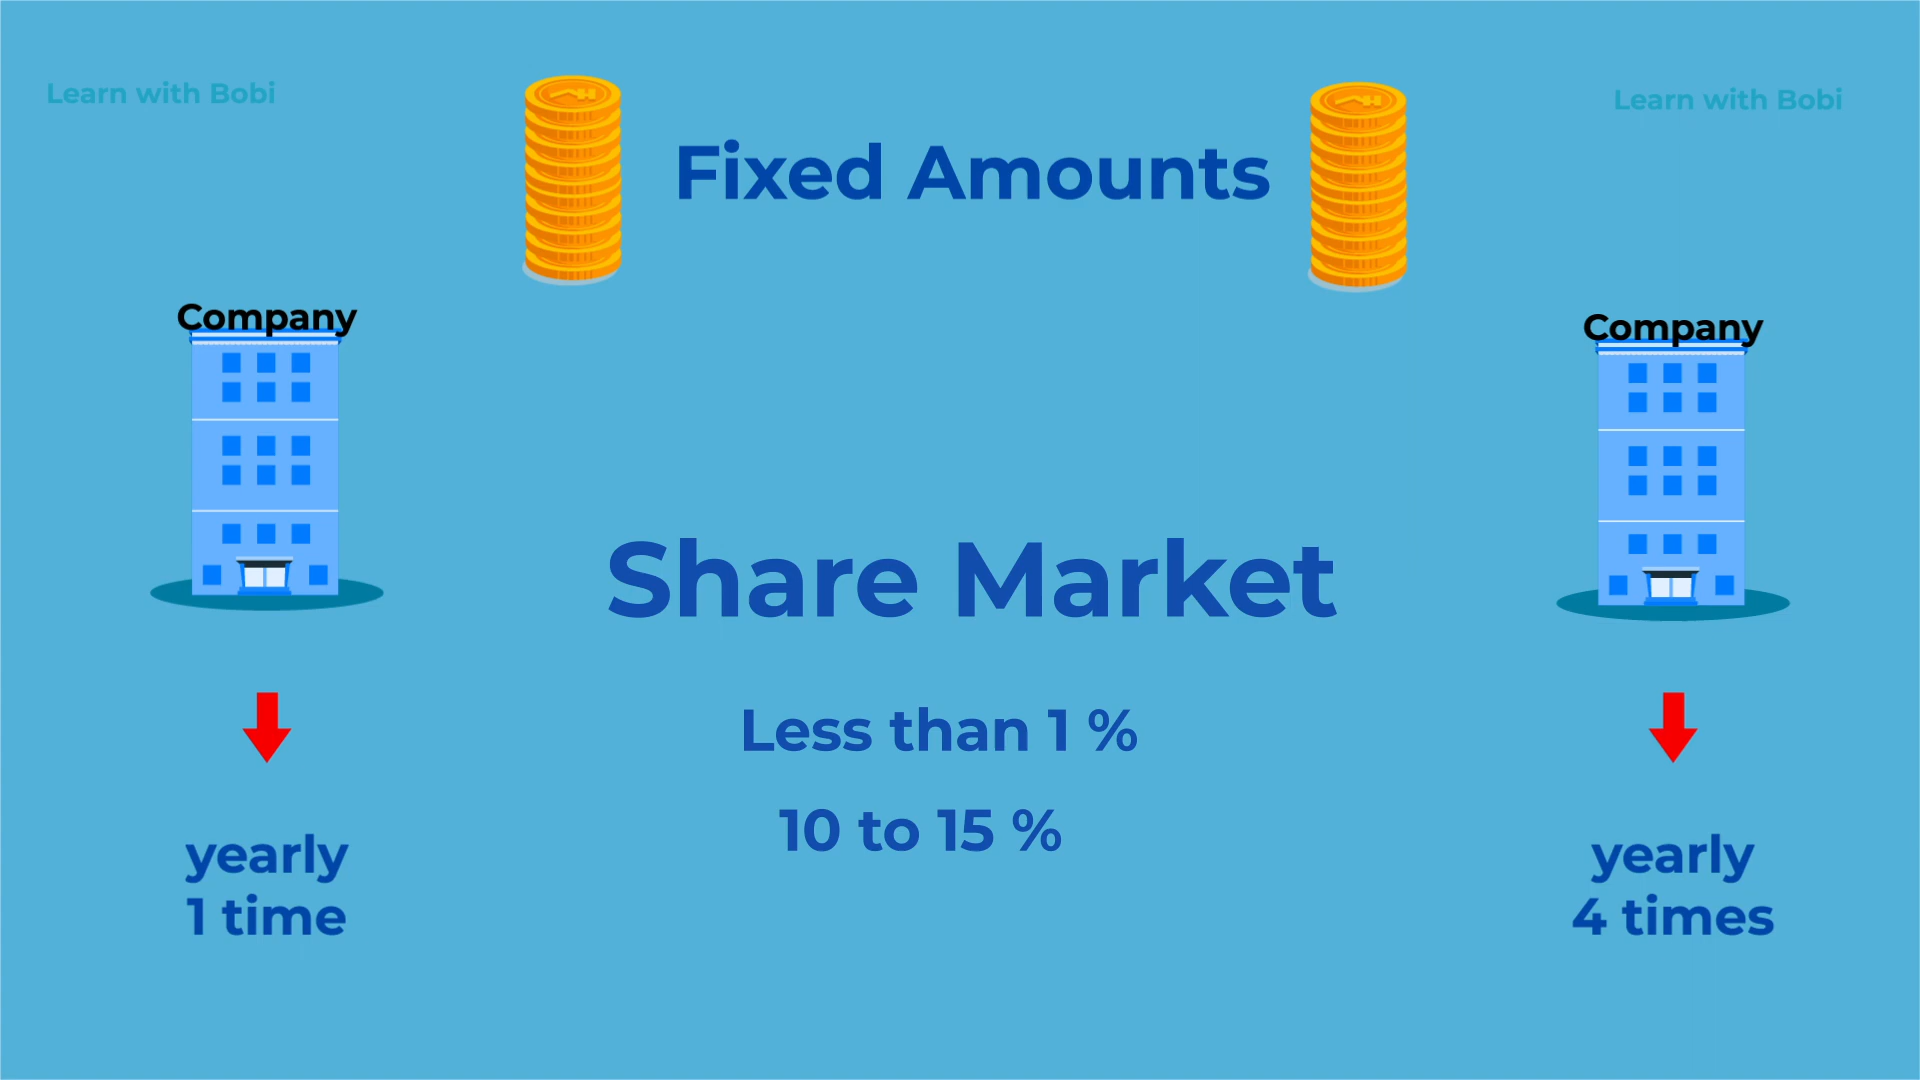 Learn with Bobi
Learn with Bobi
Fixed Amounts
Company
Company
Share Market
Less than 1 %
10 to 15 %
yearly
1 time
yearly
4 times